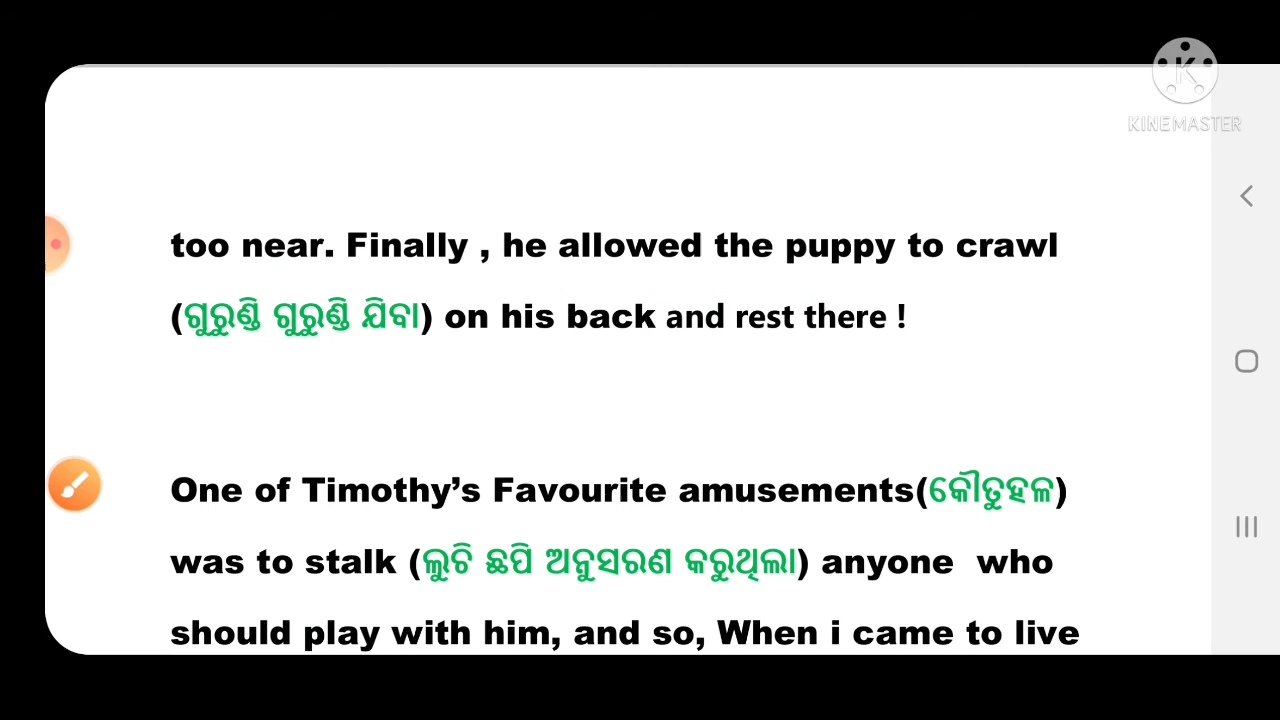 KINEMASTER
too near. Finally , he allowed the puppy to crawl
(ଗୁରୁଣ୍ଡି ଗୁରୁଣ୍ଡି ଯିବା) on his back and rest there !
One of Timothy’s Favourite amusements(କୌତୁହଳ)
was to stalk (ଲୁଚି ଛପି ଅନୁସରଣ କରୁଥିଲା) anyone who
should play with him, and so, When i came to live